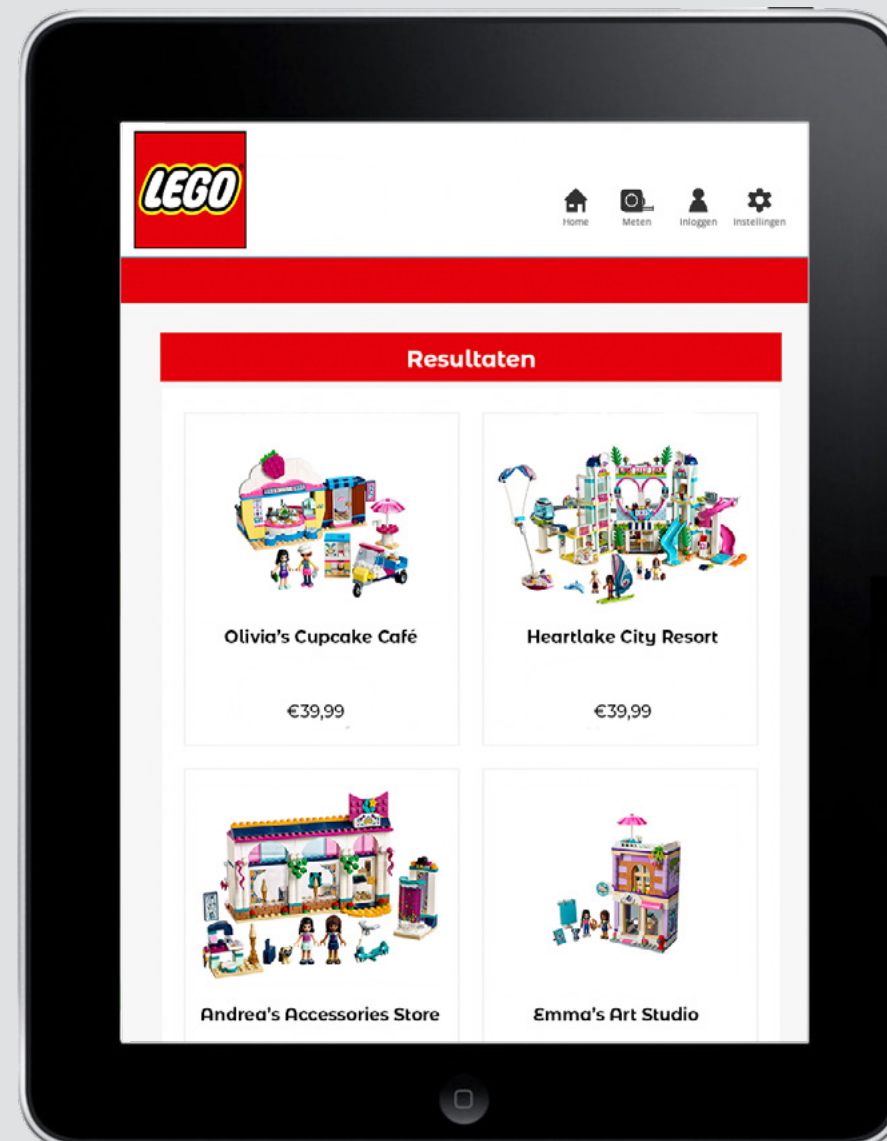 LEGO
Home Meten Inloggen Instellingen
Resultaten
Olivia's Cupcake Café Heartlake City Resort
€39,99 €39,99
Andrea's Accessories Store Emma's Art Studio